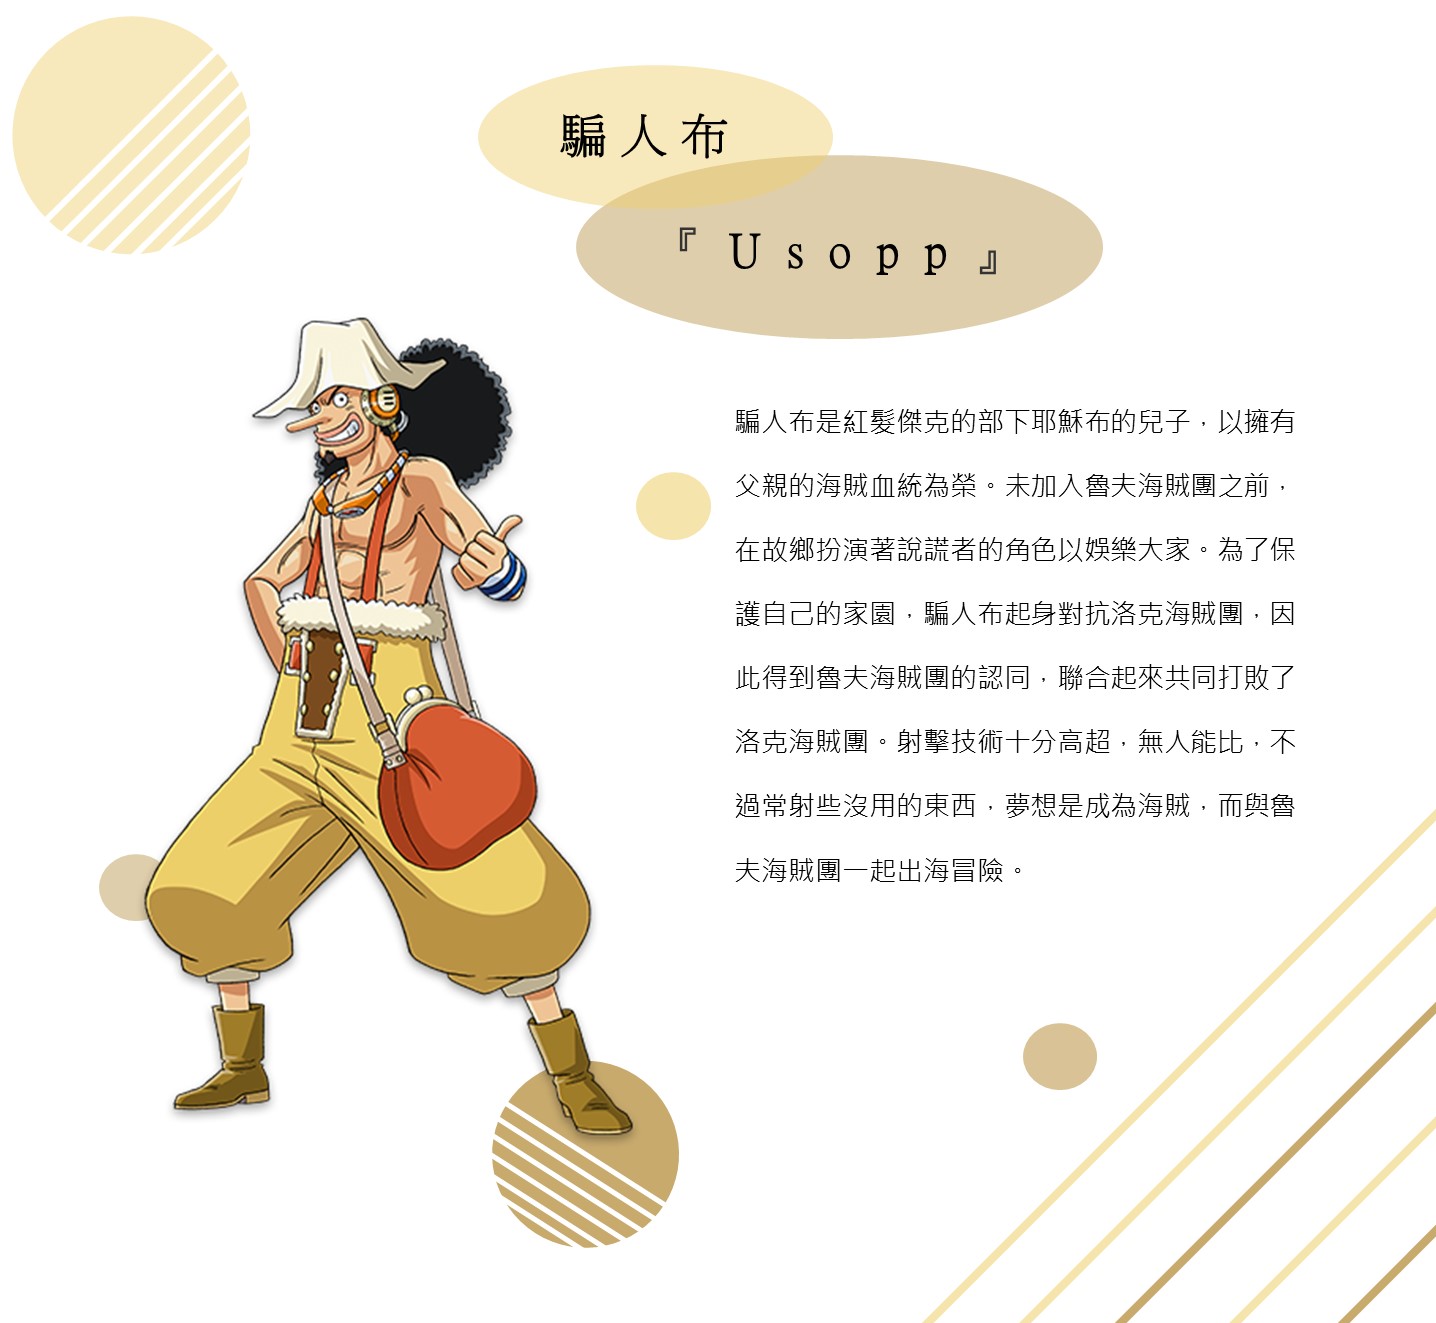 騙人布
『Usopp』
騙人布是紅髮傑克的部下耶穌布的兒子，以擁有
父親的海賊血統為榮。未加入魯夫海賊團之前，
在故鄉扮演著說謊者的角色以娛樂大家。為了保
護自己的家園，騙人布起身對抗洛克海賊團，因
此得到魯夫海賊團的認同，聯合起來共同打敗了
洛克海賊團。射擊技術十分高超，無人能比，不
過常射些沒用的東西，夢想是成為海賊，而與魯
夫海賊團一起出海冒險。